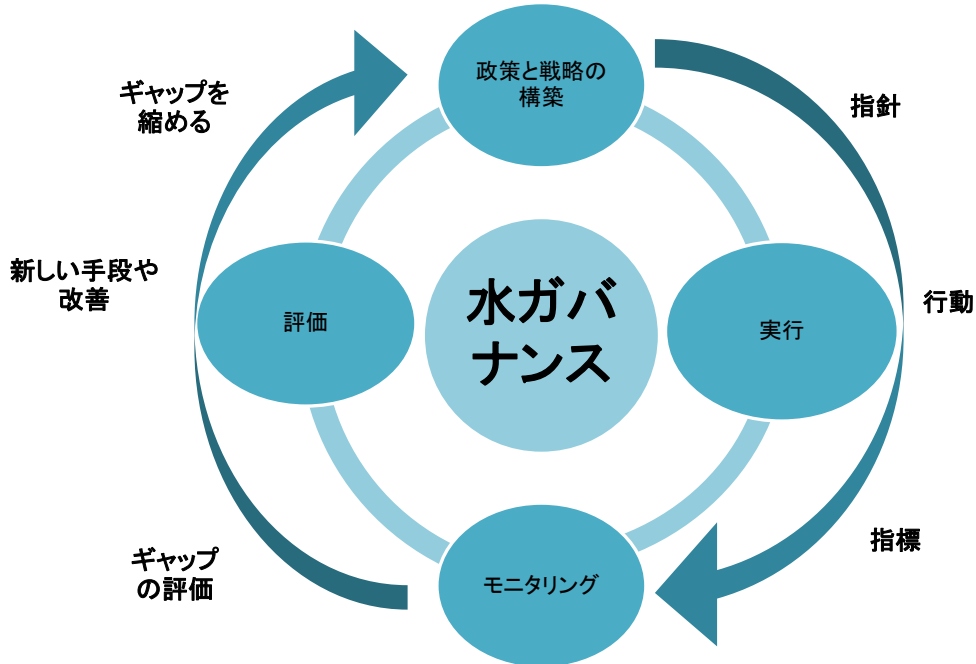 政策と戦略の
構築
指針
ギャップを
縮める
新しい手段や
改善
評価
水ガバ
ナンス
実行
行動
指標
ギャップ
の評価
モニタリング